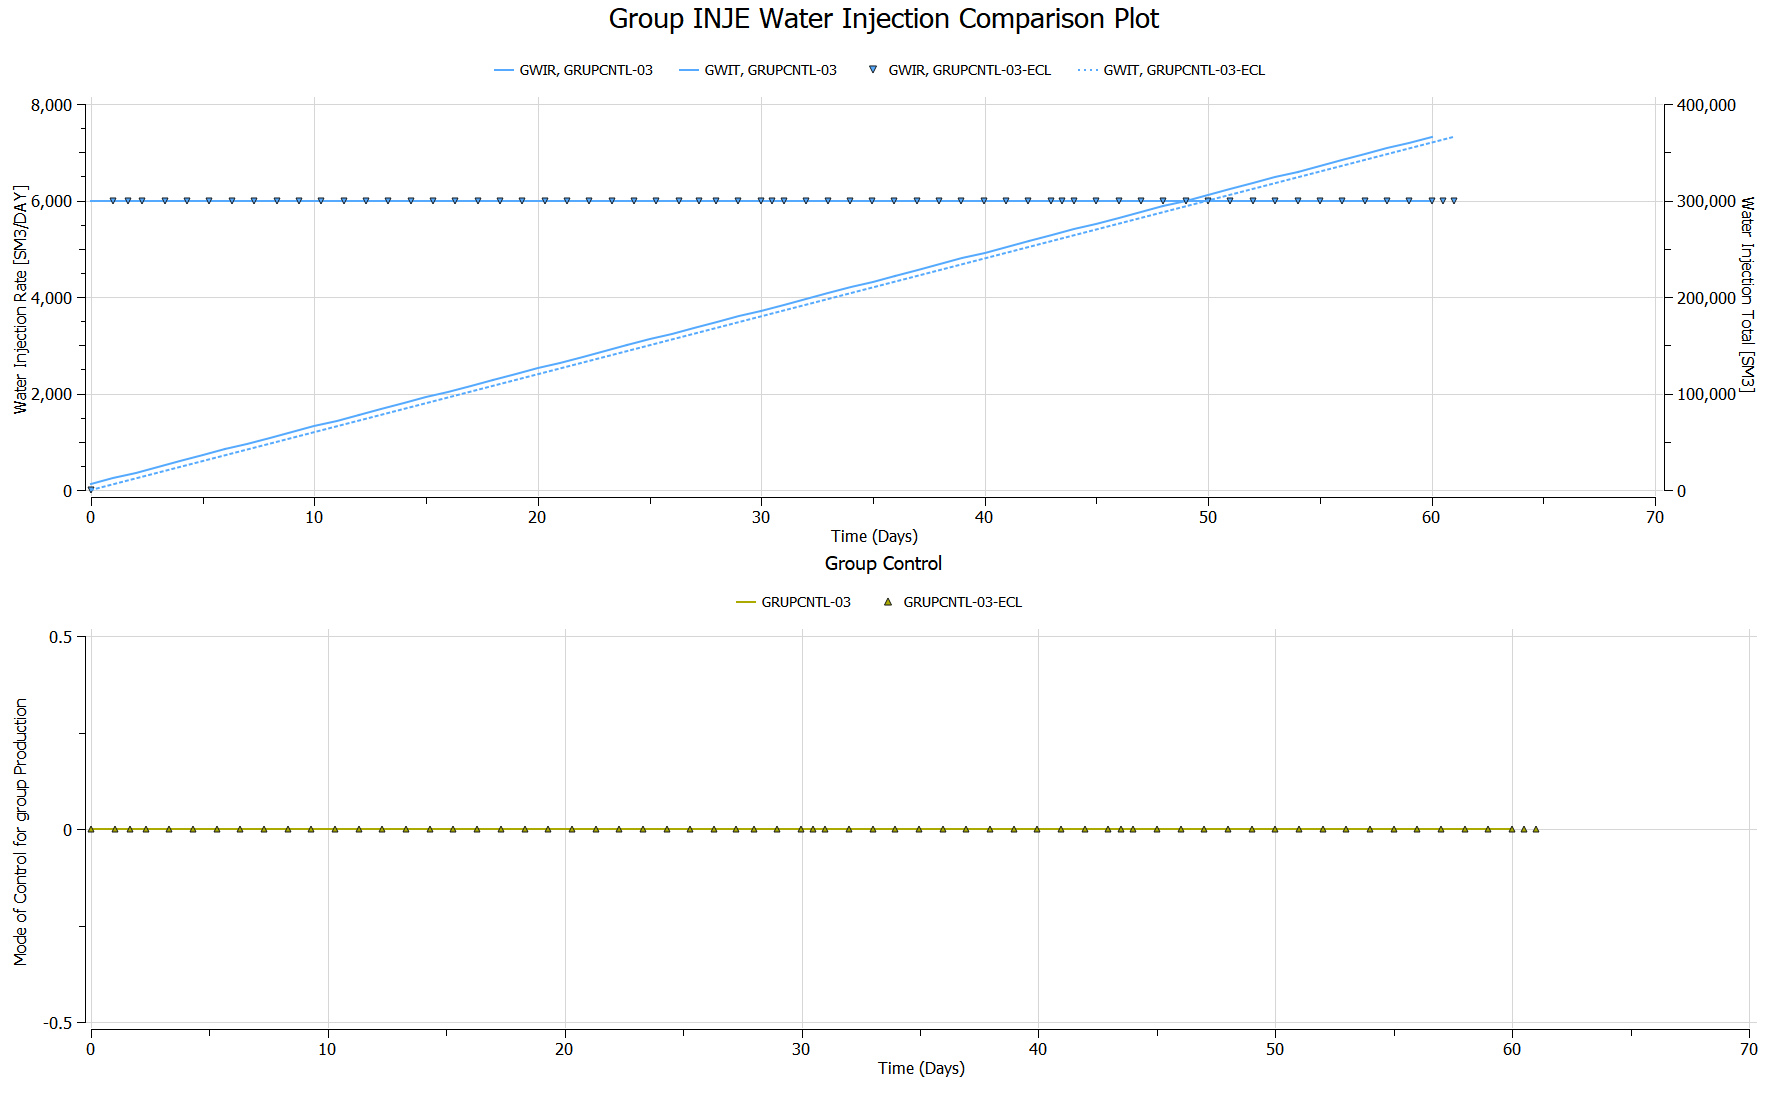 Group INJE Water Injection Comparison Plot
GWIR, GRUPCNTL-03 GWIT, GRUPCNTL-03 GWIR, GRUPCNTL-03-ECL GWIT, GRUPCNTL-03-ECL
Water Injection Rate [SM3/DAY]
8,000
6,000
4,000
2,000
0
400,000
300,000
200,000
100,000
0
Water Injection Total [SM3]
0 10 20 30 40 50 60 70
Time (Days)
Group Control
GRUPCNTL-03 GRUPCNTL-03-ECL
Mode of Control for group Production
0.5
0
-0.5
0 10 20 30 40 50 60 70
Time (Days)